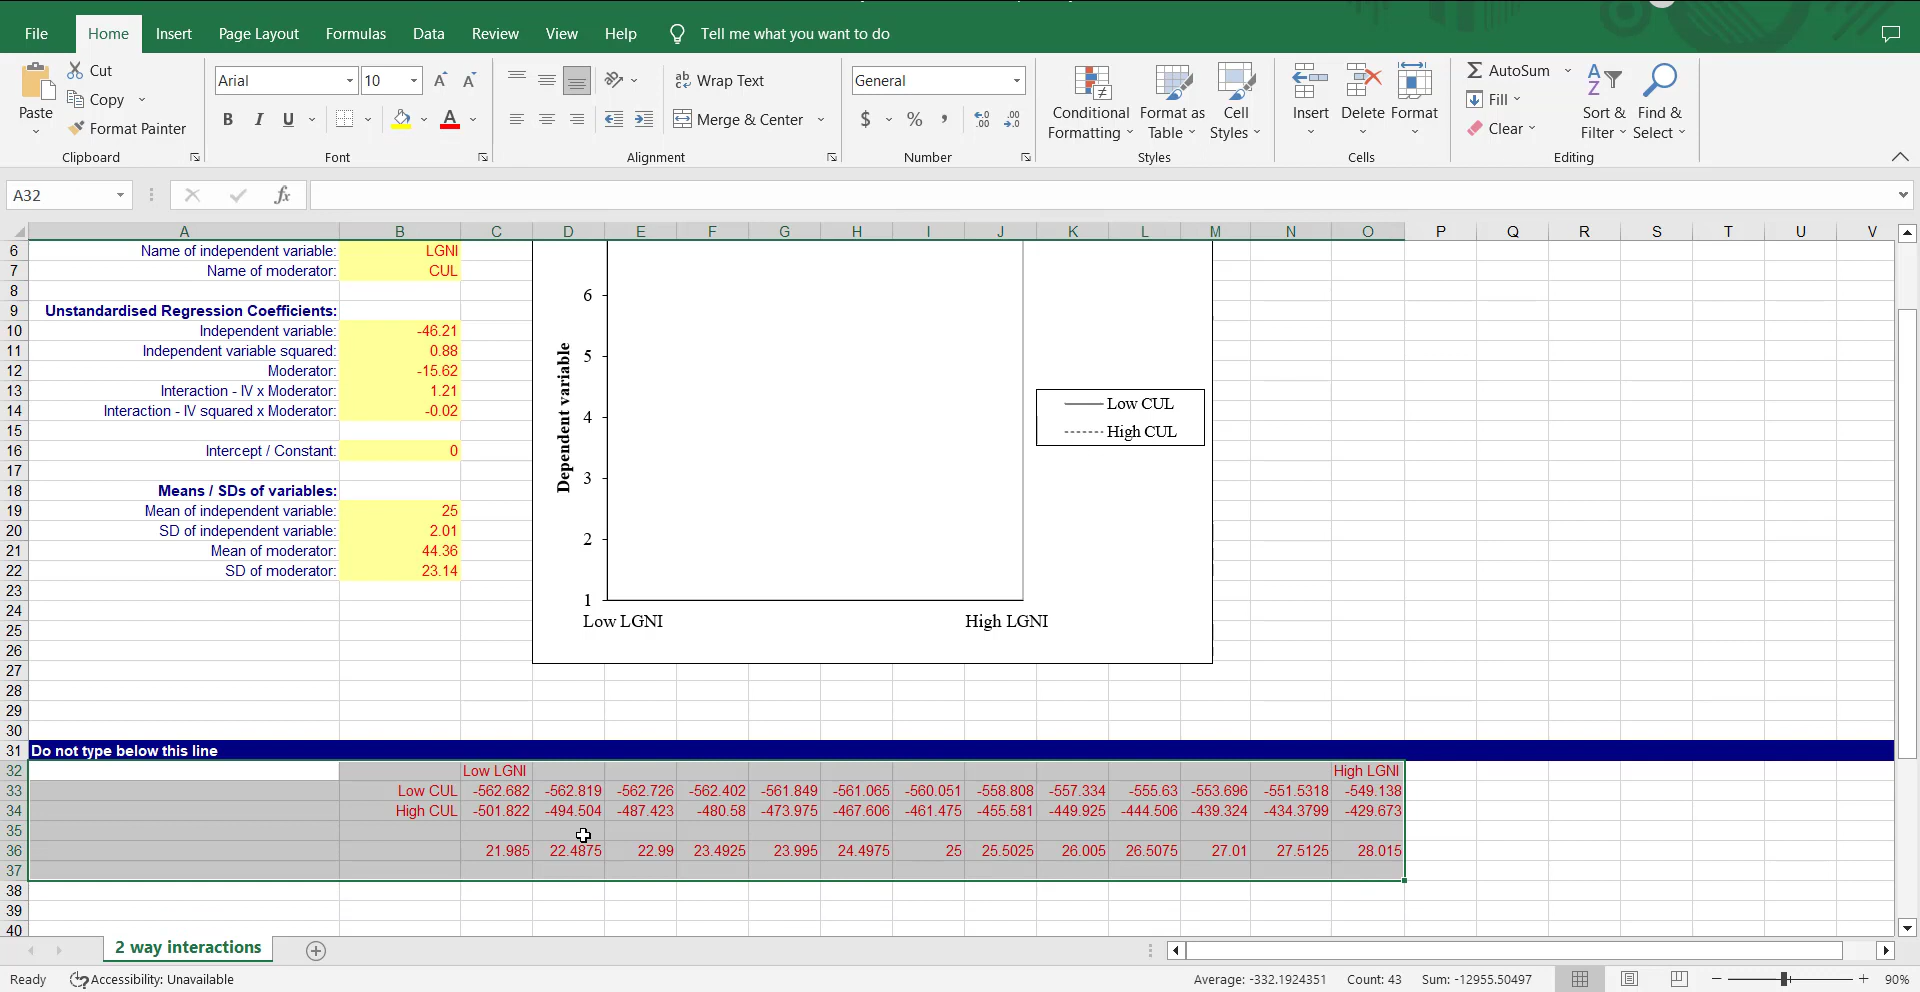 File Home Insert Page Layout Formulas Data Review View Help Tell me what you want to do
Paste
Cut
Copy
Format Painter
Clipboard
Arial 10
B I U
Font
Wrap Text
Merge & Center
Alignment
General
$ % ,
Number
Conditional Formatting
Format as Table
Cell Styles
Styles
Insert Delete Format
Cells
AutoSum
Fill
Clear
Sort & Filter
Find & Select
Editing
A32 fx
A B C D E F G H I J K L M N O P Q R S T U V
6 Name of independent variable: LGNI
7 Name of moderator: CUL
8
9 Unstandardised Regression Coefficients:
10 Independent variable: -46.21
11 Independent variable squared: 0.88
12 Moderator: -15.62
13 Interaction - IV x Moderator: 1.21
14 Interaction - IV squared x Moderator: -0.02
15
16 Intercept / Constant: 0
17
18 Means / SDs of variables:
19 Mean of independent variable: 25
20 SD of independent variable: 2.01
21 Mean of moderator: 44.36
22 SD of moderator: 23.14
23
24
25
26
27
28
29
30
Dependent variable
6
5
4
3
2
1
Low LGNI High LGNI
Low CUL
High CUL
31 Do not type below this line
32 Low LGNI High LGNI
33 Low CUL -562.682 -562.819 -562.726 -562.402 -561.849 -561.065 -560.051 -558.808 -557.334 -555.63 -553.696 -551.5318 -549.138
34 High CUL -501.822 -494.504 -487.423 -480.58 -473.975 -467.606 -461.475 -455.581 -449.925 -444.506 -439.324 -434.3799 -429.673
35
36 21.985 22.4875 22.99 23.4925 23.995 24.4975 25 25.5025 26.005 26.5075 27.01 27.5125 28.015
37
38
39
40
2 way interactions
Ready Accessibility: Unavailable Average: -332.1924351 Count: 43 Sum: -12955.50497 90%